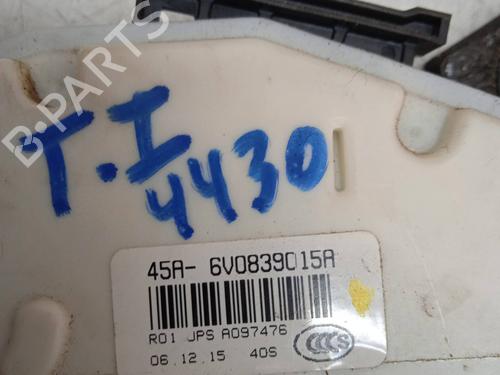 B-PARTS
T.I
4430
45A- 6V0839015A
R01 JPS A097476
06.12.15 40S
CCCS